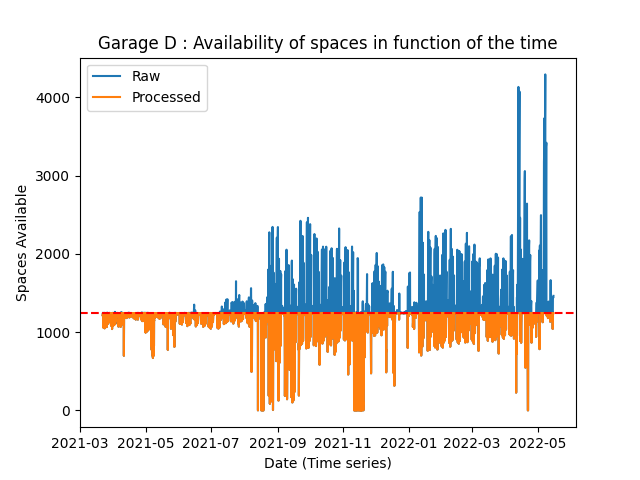 Garage D : Availability of spaces in function of the time
Raw
Processed
Spaces Available
4000
3000
2000
1000
0
2021-03
2021-05
2021-07
2021-09
2021-11
2022-01
2022-03
2022-05
Date (Time series)